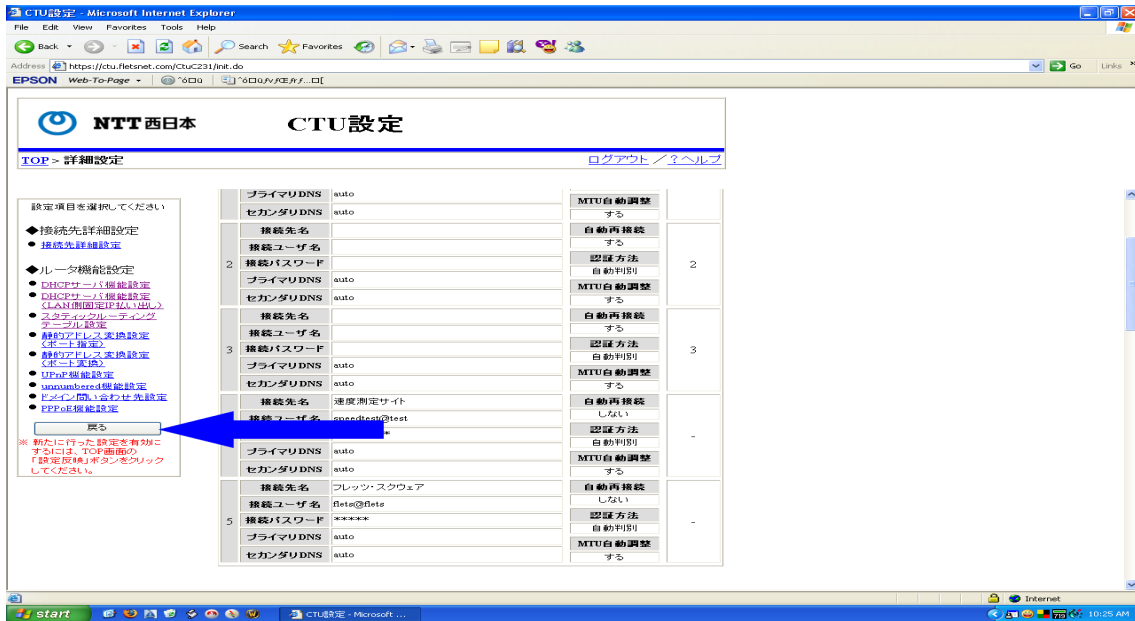 CTU設定 - Microsoft Internet Explorer
File Edit View Favorites Tools Help
Back Search Favorites
Address https://ctu.fletsnet.com/CtuC231/init.do Go Links
EPSON Web-To-Page
NTT西日本 CTU設定
TOP > 詳細設定 ログアウト / ?ヘルプ
設定項目を選択してください
◆接続先詳細設定
● 接続先詳細設定
◆ルータ機能設定
● DHCPサーバ機能設定
● DHCPサーバ機能設定
(LAN側固定IP払い出し)
● スタティックルーティング
テーブル設定
● 静的アドレス変換設定
(ポート指定)
● 静的アドレス変換設定
(ポート変換)
● UPnP機能設定
● unnumbered機能設定
● ドメイン問い合わせ先設定
● PPPoE機能設定
戻る
※ 新たに行った設定を有効に
するには、TOP画面の
「設定反映」ボタンをクリック
してください。
プライマリDNS auto
セカンダリDNS auto
MTU自動調整
する
2
接続先名
接続ユーザ名
接続パスワード
プライマリDNS auto
セカンダリDNS auto
自動再接続
する
認証方法
自動判別
MTU自動調整
する
2
3
接続先名
接続ユーザ名
接続パスワード
プライマリDNS auto
セカンダリDNS auto
自動再接続
する
認証方法
自動判別
MTU自動調整
する
3
接続先名 速度測定サイト
接続ユーザ名 speedtest@test
プライマリDNS auto
セカンダリDNS auto
自動再接続
しない
認証方法
自動判別
MTU自動調整
する
-
5
接続先名 フレッツ・スクウェア
接続ユーザ名 flets@flets
接続パスワード *****
プライマリDNS auto
セカンダリDNS auto
自動再接続
しない
認証方法
自動判別
MTU自動調整
する
-
Internet
start CTU設定 - Microsoft ... 10:25 AM